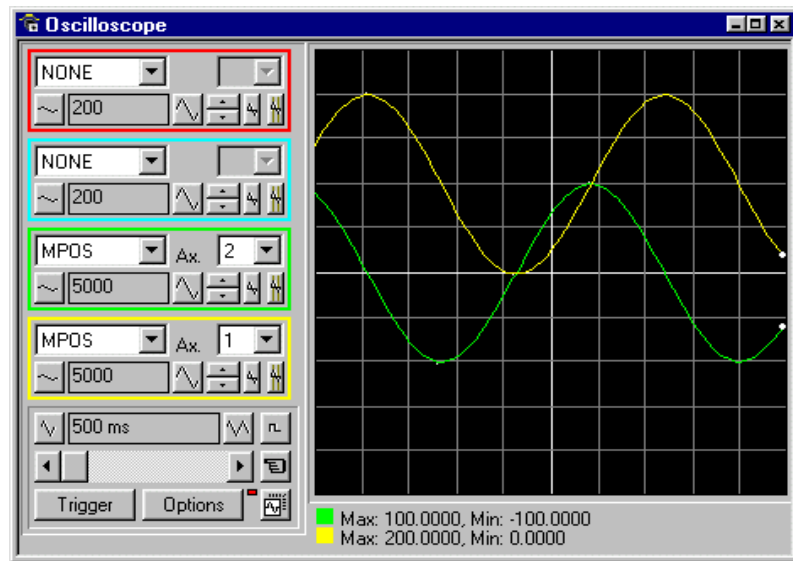 Oscilloscope
NONE
200
NONE
200
MPOS Ax. 2
5000
MPOS Ax. 1
5000
500 ms
Trigger Options
Max: 100.0000, Min: -100.0000
Max: 200.0000, Min: 0.0000